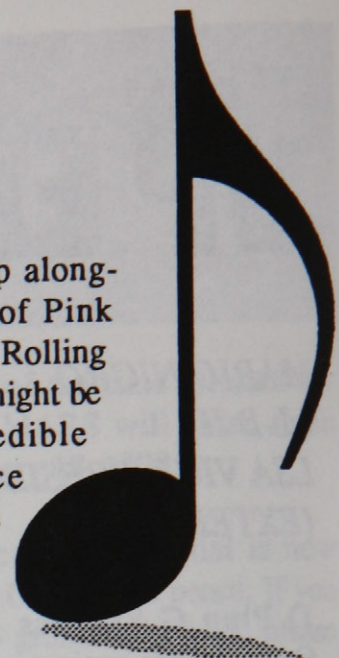 p along-
of Pink
Rolling
night be
edible
ce